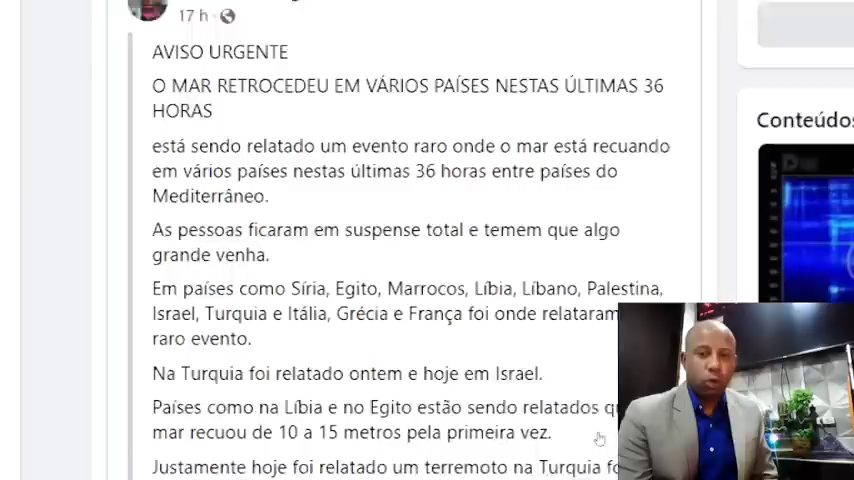 17 h ·
AVISO URGENTE
O MAR RETROCEDEU EM VÁRIOS PAÍSES NESTAS ÚLTIMAS 36
HORAS
está sendo relatado um evento raro onde o mar está recuando
em vários países nestas últimas 36 horas entre países do
Mediterrâneo.
As pessoas ficaram em suspense total e temem que algo
grande venha.
Em países como Síria, Egito, Marrocos, Líbia, Líbano, Palestina,
Israel, Turquia e Itália, Grécia e França foi onde relataram
raro evento.
Na Turquia foi relatado ontem e hoje em Israel.
Países como na Líbia e no Egito estão sendo relatados
mar recuou de 10 a 15 metros pela primeira vez.
Justamente hoje foi relatado um terremoto na Turquia
Conteúdos